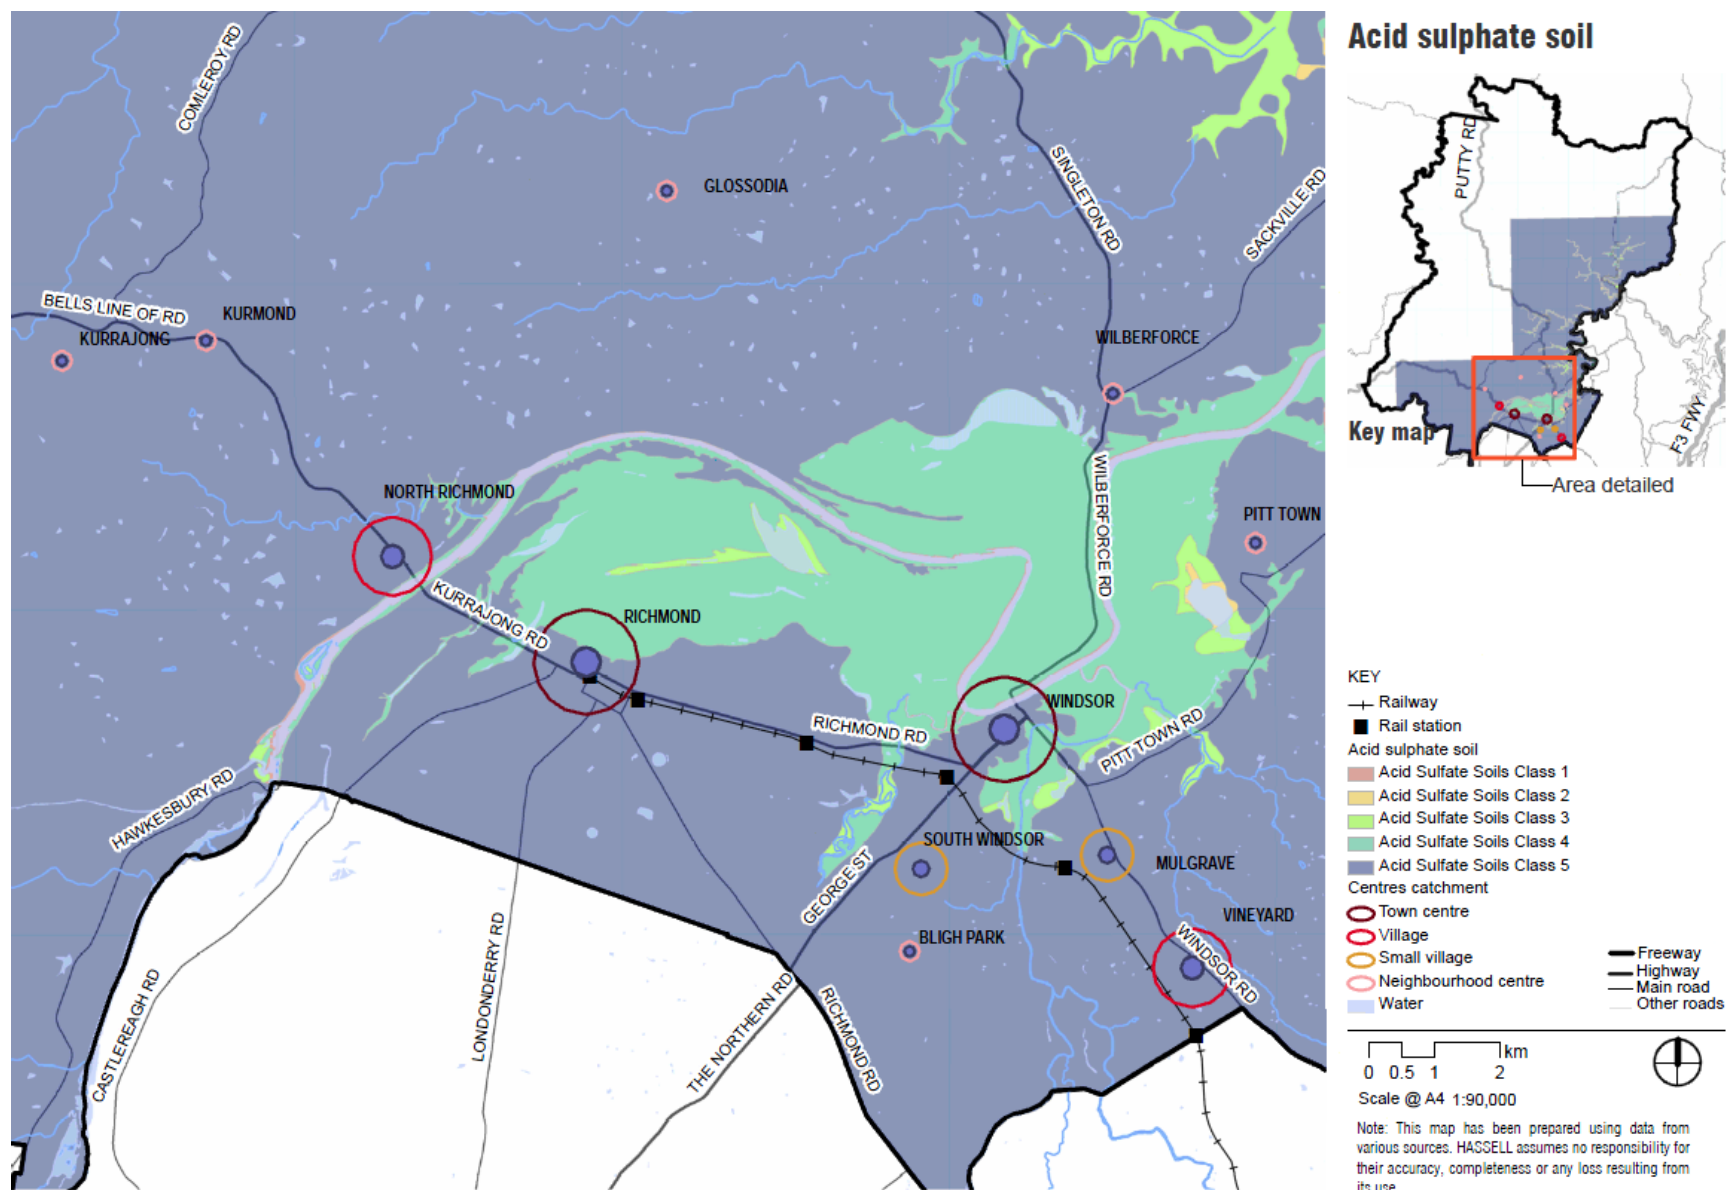 Acid sulphate soil
COMLEROY RD
SINGLETON RD
SACKVILLE RD
GLOSSODIA
BELLS LINE OF RD
KURMOND
KURRAJONG
WILBERFORCE
NORTH RICHMOND
WILBERFORCE RD
PITT TOWN
KURRAJONG RD
RICHMOND
WINDSOR
RICHMOND RD
PITT TOWN RD
HAWKESBURY RD
SOUTH WINDSOR
MULGRAVE
GEORGE ST
VINEYARD
BLIGH PARK
WINDSOR RD
LONDONDERRY RD
CASTLEREAGH RD
THE NORTHERN RD
RICHMOND RD
PUTTY RD
F3 FWY
Key map
Area detailed
KEY
Railway
Rail station
Acid sulphate soil
Acid Sulfate Soils Class 1
Acid Sulfate Soils Class 2
Acid Sulfate Soils Class 3
Acid Sulfate Soils Class 4
Acid Sulfate Soils Class 5
Centres catchment
Town centre
Village
Small village
Neighbourhood centre
Water
Freeway
Highway
Main road
Other roads
km
0 0.5 1 2
Scale @ A4 1:90,000
Note: This map has been prepared using data from
various sources. HASSELL assumes no responsibility for
their accuracy, completeness or any loss resulting from
its use